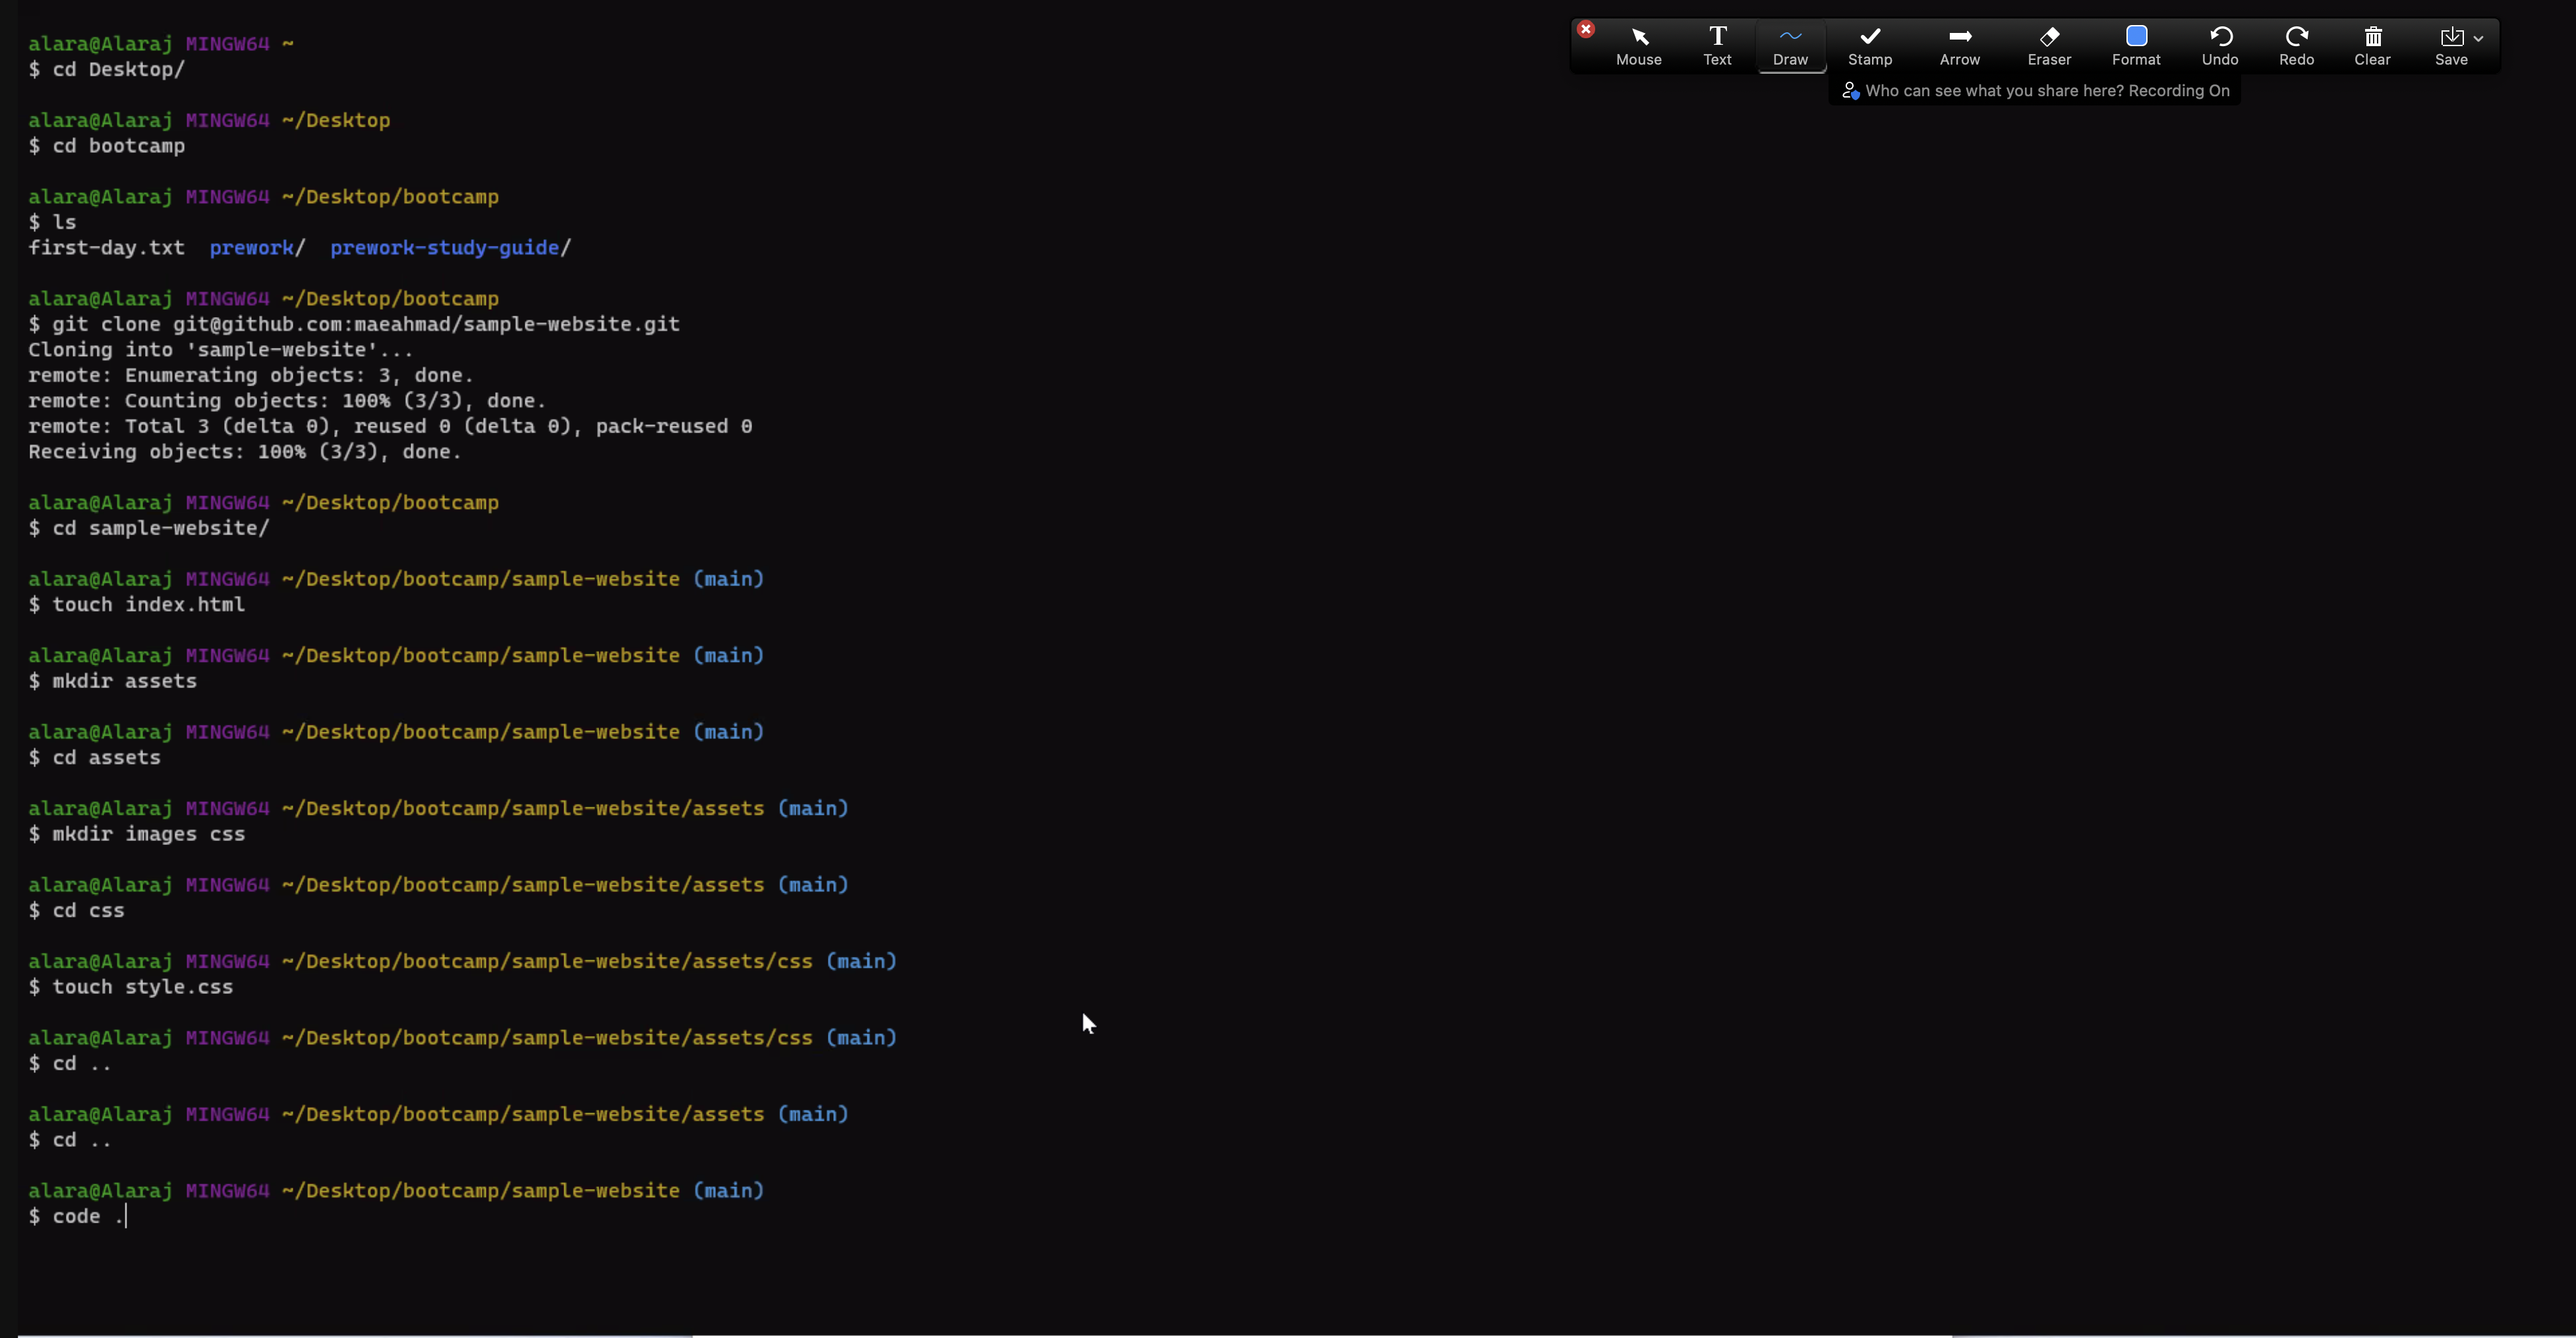 alara@Alaraj MINGW64 ~
$ cd Desktop/
alara@Alaraj MINGW64 ~/Desktop
$ cd bootcamp
alara@Alaraj MINGW64 ~/Desktop/bootcamp
$ ls
first-day.txt  prework/  prework-study-guide/
alara@Alaraj MINGW64 ~/Desktop/bootcamp
$ git clone git@github.com:maeahmad/sample-website.git
Cloning into 'sample-website'...
remote: Enumerating objects: 3, done.
remote: Counting objects: 100% (3/3), done.
remote: Total 3 (delta 0), reused 0 (delta 0), pack-reused 0
Receiving objects: 100% (3/3), done.
alara@Alaraj MINGW64 ~/Desktop/bootcamp
$ cd sample-website/
alara@Alaraj MINGW64 ~/Desktop/bootcamp/sample-website (main)
$ touch index.html
alara@Alaraj MINGW64 ~/Desktop/bootcamp/sample-website (main)
$ mkdir assets
alara@Alaraj MINGW64 ~/Desktop/bootcamp/sample-website (main)
$ cd assets
alara@Alaraj MINGW64 ~/Desktop/bootcamp/sample-website/assets (main)
$ mkdir images css
alara@Alaraj MINGW64 ~/Desktop/bootcamp/sample-website/assets (main)
$ cd css
alara@Alaraj MINGW64 ~/Desktop/bootcamp/sample-website/assets/css (main)
$ touch style.css
alara@Alaraj MINGW64 ~/Desktop/bootcamp/sample-website/assets/css (main)
$ cd ..
alara@Alaraj MINGW64 ~/Desktop/bootcamp/sample-website/assets (main)
$ cd ..
alara@Alaraj MINGW64 ~/Desktop/bootcamp/sample-website (main)
$ code .
Mouse Text Draw Stamp Arrow Eraser Format Undo Redo Clear Save
Who can see what you share here? Recording On